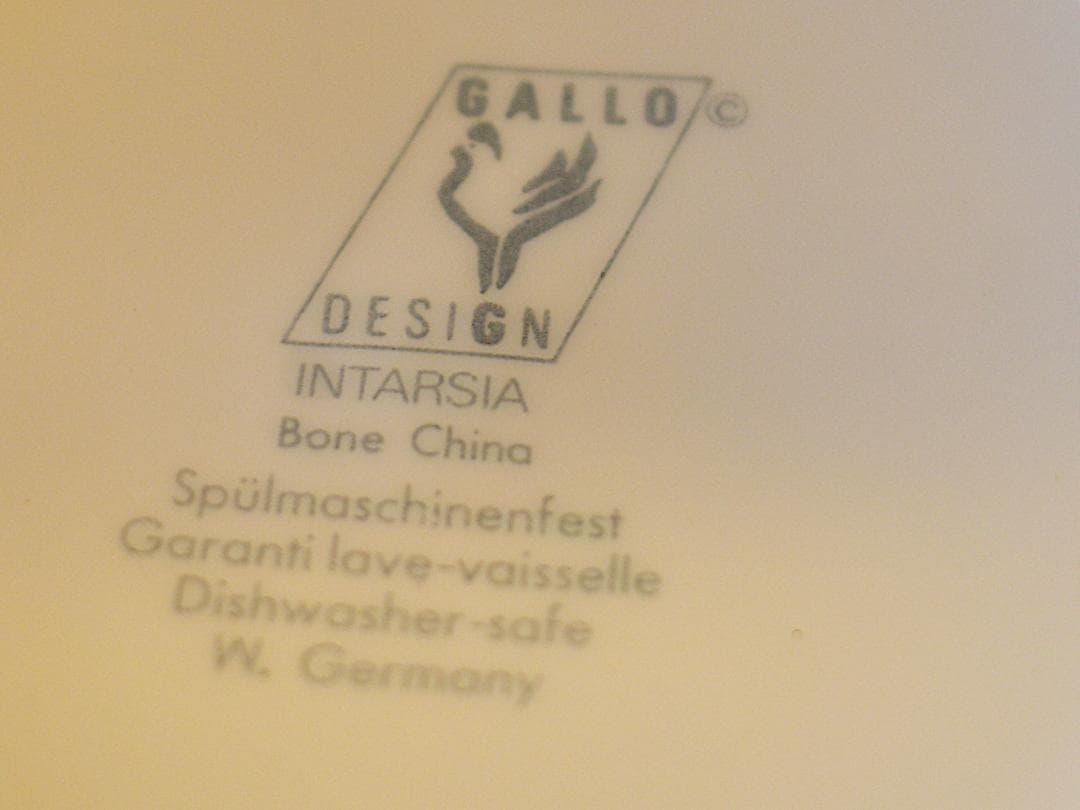 GALLO ©
DESIGN
INTARSIA
Bone China
Spülmaschinenfest
Garanti lave-vaisselle
Dishwasher-safe
W. Germany